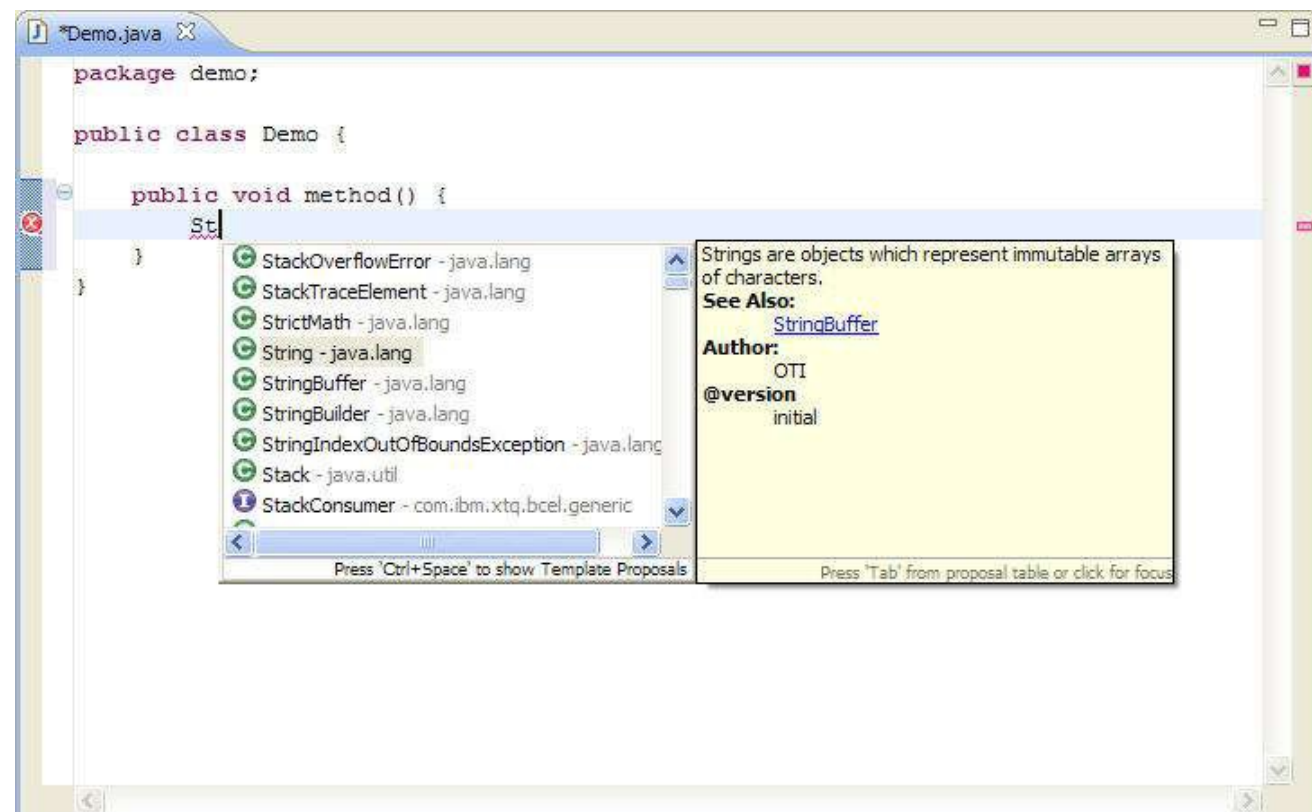 *Demo.java
package demo;
public class Demo {
public void method() {
St
}
}
StackOverflowError - java.lang
StackTraceElement - java.lang
StrictMath - java.lang
String - java.lang
StringBuffer - java.lang
StringBuilder - java.lang
StringIndexOutOfBoundsException - java.lang
Stack - java.util
StackConsumer - com.ibm.xtq.bcel.generic
Press 'Ctrl+Space' to show Template Proposals
Strings are objects which represent immutable arrays
of characters.
See Also:
StringBuffer
Author:
OTI
@version
initial
Press 'Tab' from proposal table or click for focus